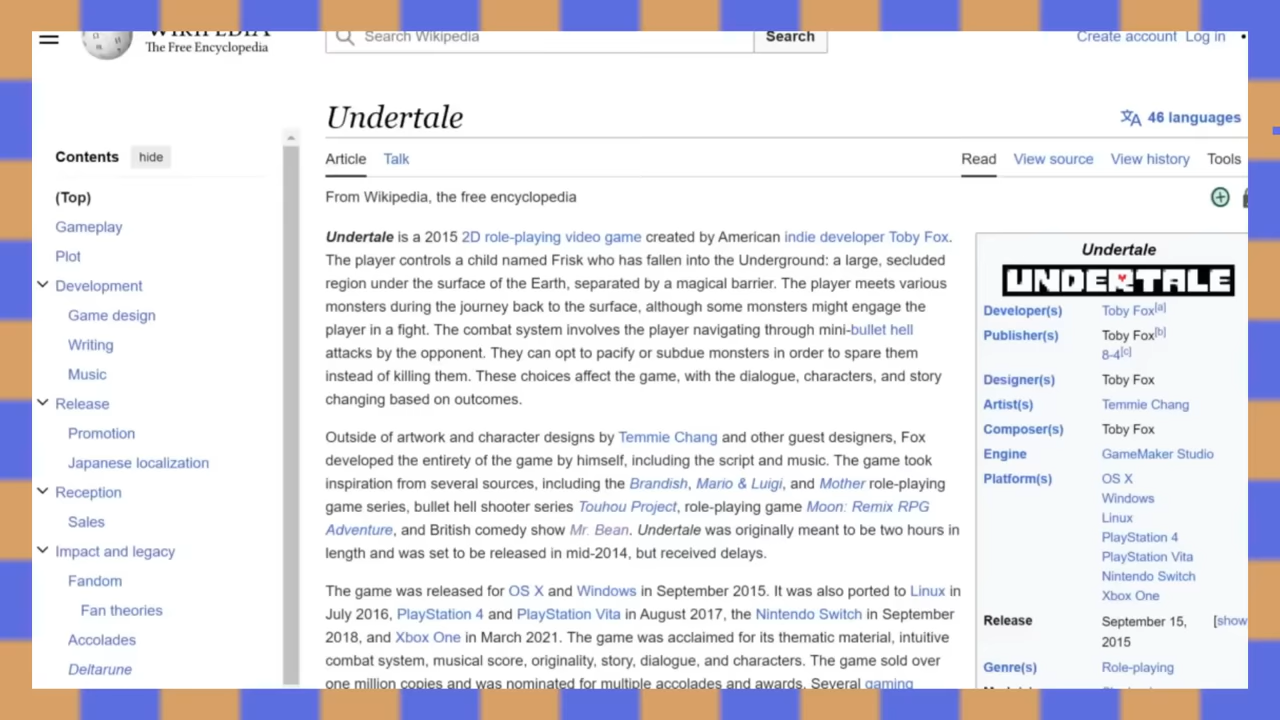 WIKIPEDIA
The Free Encyclopedia
Search Wikipedia
Search
Create account Log in
Undertale
46 languages
Contents hide
Article Talk
Read View source View history Tools
(Top)
From Wikipedia, the free encyclopedia
Gameplay
Plot
Development
Game design
Writing
Music
Release
Promotion
Japanese localization
Reception
Sales
Impact and legacy
Fandom
Fan theories
Accolades
Deltarune
Undertale is a 2015 2D role-playing video game created by American indie developer Toby Fox.
The player controls a child named Frisk who has fallen into the Underground: a large, secluded
region under the surface of the Earth, separated by a magical barrier. The player meets various
monsters during the journey back to the surface, although some monsters might engage the
player in a fight. The combat system involves the player navigating through mini-bullet hell
attacks by the opponent. They can opt to pacify or subdue monsters in order to spare them
instead of killing them. These choices affect the game, with the dialogue, characters, and story
changing based on outcomes.
Outside of artwork and character designs by Temmie Chang and other guest designers, Fox
developed the entirety of the game by himself, including the script and music. The game took
inspiration from several sources, including the Brandish, Mario & Luigi, and Mother role-playing
game series, bullet hell shooter series Touhou Project, role-playing game Moon: Remix RPG
Adventure, and British comedy show Mr. Bean. Undertale was originally meant to be two hours in
length and was set to be released in mid-2014, but received delays.
The game was released for OS X and Windows in September 2015. It was also ported to Linux in
July 2016, PlayStation 4 and PlayStation Vita in August 2017, the Nintendo Switch in September
2018, and Xbox One in March 2021. The game was acclaimed for its thematic material, intuitive
combat system, musical score, originality, story, dialogue, and characters. The game sold over
one million copies and was nominated for multiple accolades and awards. Several gaming
Undertale
UNDERTALE
Developer(s) Toby Fox[a]
Publisher(s) Toby Fox[b]
8-4[c]
Designer(s) Toby Fox
Artist(s) Temmie Chang
Composer(s) Toby Fox
Engine GameMaker Studio
Platform(s) OS X
Windows
Linux
PlayStation 4
PlayStation Vita
Nintendo Switch
Xbox One
Release September 15, [show
2015
Genre(s) Role-playing